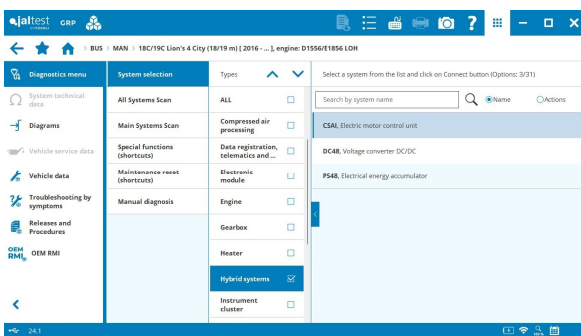 jaltest GRP
BUS > MAN > 18C/19C Lion's 4 City (18/19 m) [ 2016 - ... ], engine: D1556/E1856 LOH
Diagnostics menu
System technical
data
Diagrams
Vehicle service data
Vehicle data
Troubleshooting by
symptoms
Releases and
Procedures
OEM RMI
OEM RMI
24.1
System selection
All Systems Scan
Main Systems Scan
Special functions
(shortcuts)
Maintenance reset
(shortcuts)
Manual diagnosis
Types
ALL
Compressed air
processing
Data registration,
telematics and ...
Electronic
module
Engine
Gearbox
Heater
Hybrid systems
Instrument
cluster
Select a system from the list and click on Connect button (Options: 3/31)
Search by system name
Name
Actions
CSAI, Electric motor control unit
DC48, Voltage converter DC/DC
PS48, Electrical energy accumulator
100%